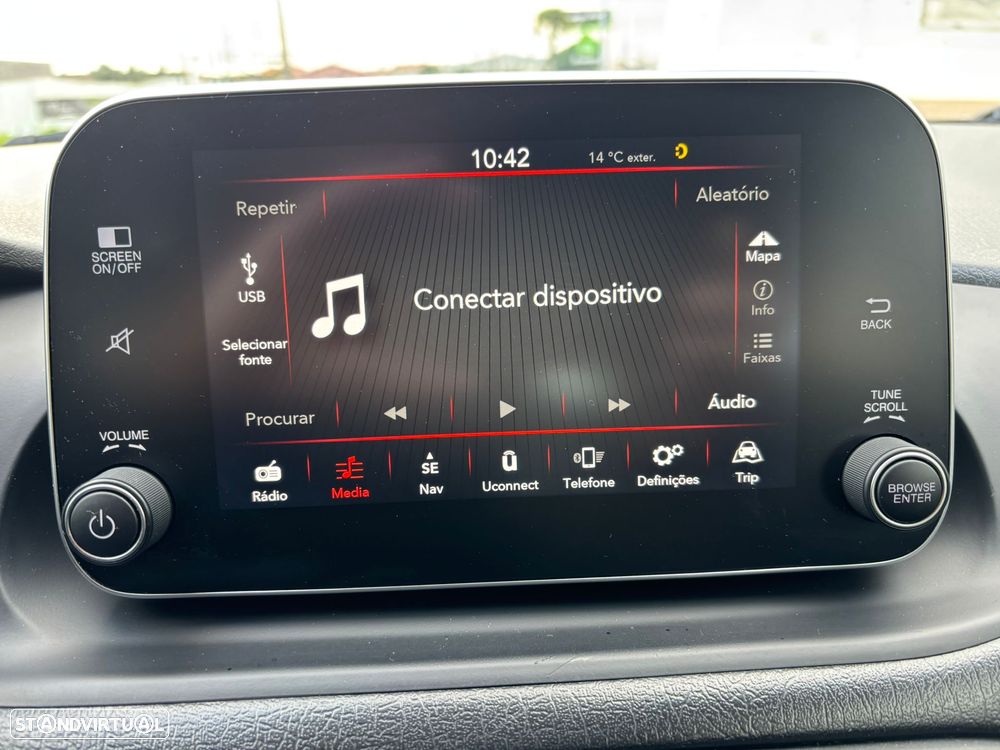 10:42
14 °C exter.
Repetir
Aleatório
SCREEN
ON/OFF
USB
Mapa
Conectar dispositivo
Info
BACK
Selecionar
fonte
Faixas
Procurar
Áudio
TUNE
SCROLL
VOLUME
Rádio
Media
SE
Nav
Uconnect
Telefone
Definições
Trip
BROWSE
ENTER
STANDVIRTUAL